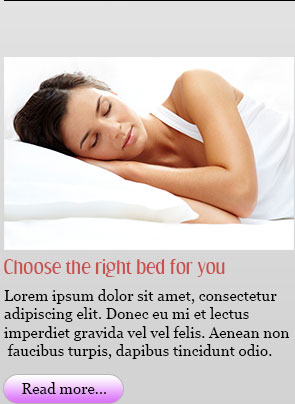 Choose the right bed for you
Lorem ipsum dolor sit amet, consectetur
adipiscing elit. Donec eu mi et lectus
imperdiet gravida vel vel felis. Aenean non
faucibus turpis, dapibus tincidunt odio.
Read more...